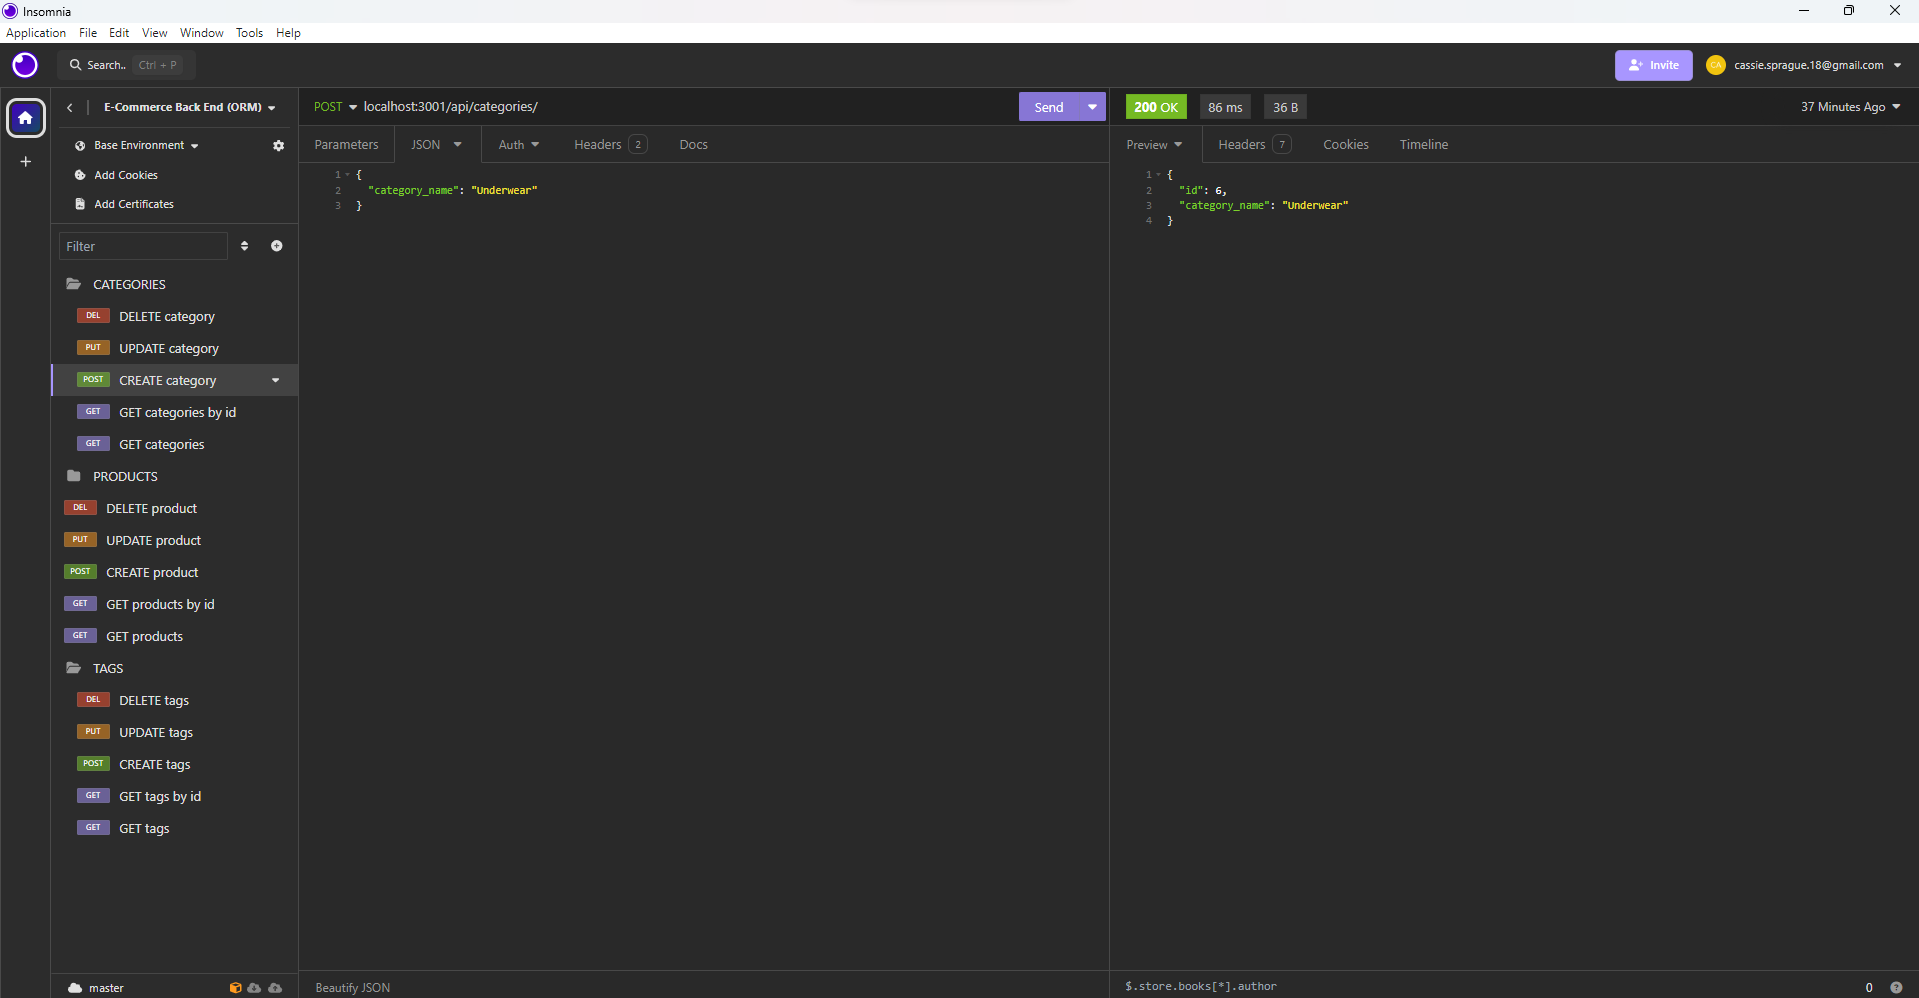 Insomnia
Application File Edit View Window Tools Help
Search.. Ctrl + P
Invite
CA cassie.sprague.18@gmail.com
E-Commerce Back End (ORM)
Base Environment
Add Cookies
Add Certificates
Filter
CATEGORIES
DEL DELETE category
PUT UPDATE category
POST CREATE category
GET GET categories by id
GET GET categories
PRODUCTS
DEL DELETE product
PUT UPDATE product
POST CREATE product
GET GET products by id
GET GET products
TAGS
DEL DELETE tags
PUT UPDATE tags
POST CREATE tags
GET GET tags by id
GET GET tags
master
POST localhost:3001/api/categories/
Send
Parameters JSON Auth Headers 2 Docs
1 {
2 "category_name": "Underwear"
3 }
Beautify JSON
200 OK 86 ms 36 B
37 Minutes Ago
Preview Headers 7 Cookies Timeline
1 {
2 "id": 6,
3 "category_name": "Underwear"
4 }
$.store.books[*].author
0 ?